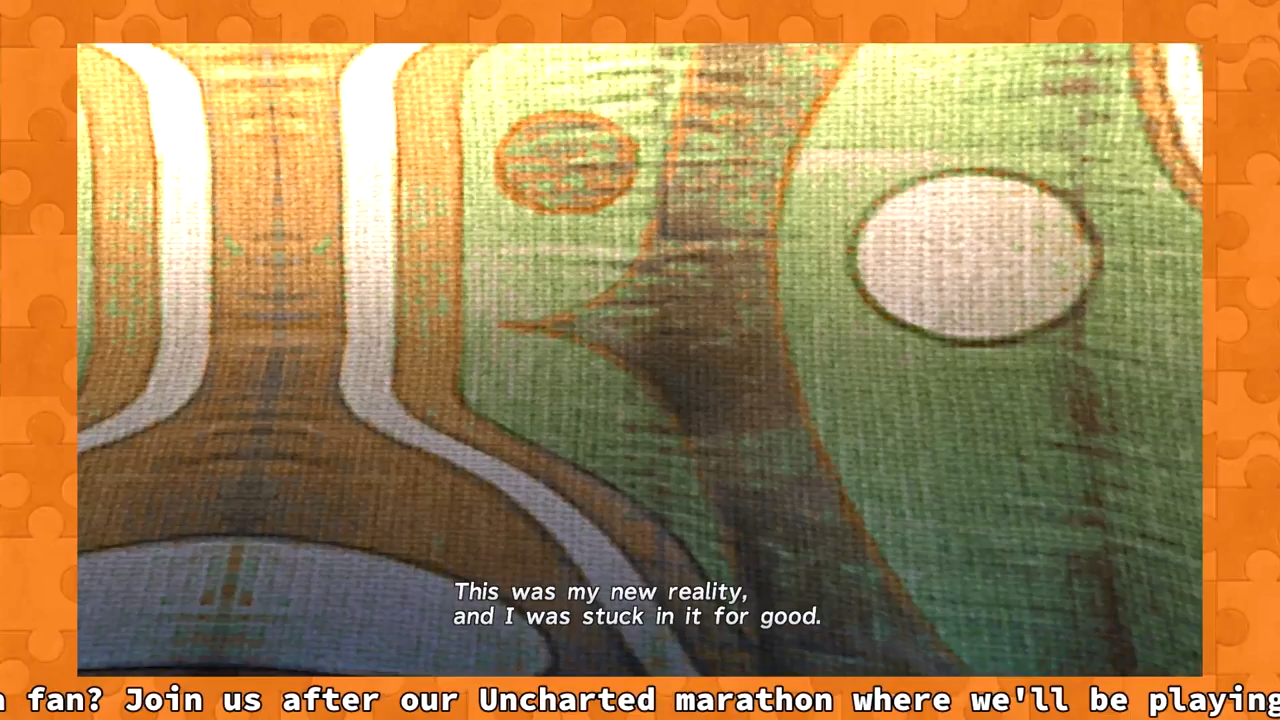 This was my new reality,
and I was stuck in it for good.
fan? Join us after our Uncharted marathon where we'll be playing